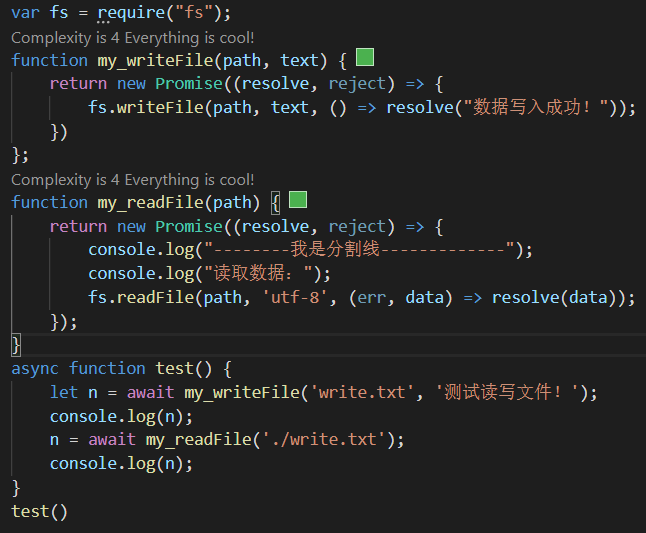 var fs = require("fs");
Complexity is 4 Everything is cool!
function my_writeFile(path, text) {
    return new Promise((resolve, reject) => {
        fs.writeFile(path, text, () => resolve("数据写入成功！"));
    })
};
Complexity is 4 Everything is cool!
function my_readFile(path) {
    return new Promise((resolve, reject) => {
        console.log("--------我是分割线-------------");
        console.log("读取数据：");
        fs.readFile(path, 'utf-8', (err, data) => resolve(data));
    });
}
async function test() {
    let n = await my_writeFile('write.txt', '测试读写文件！');
    console.log(n);
    n = await my_readFile('./write.txt');
    console.log(n);
}
test()